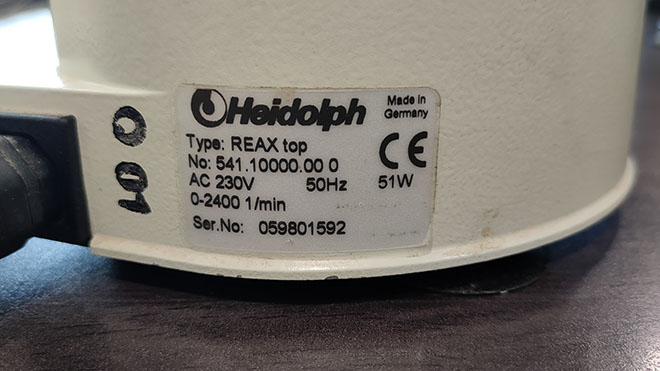 Heidolph
Made in
Germany
Type: REAX top
No: 541.10000.00 0
CE
AC 230V 50Hz 51W
0-2400 1/min
Ser.No: 059801592